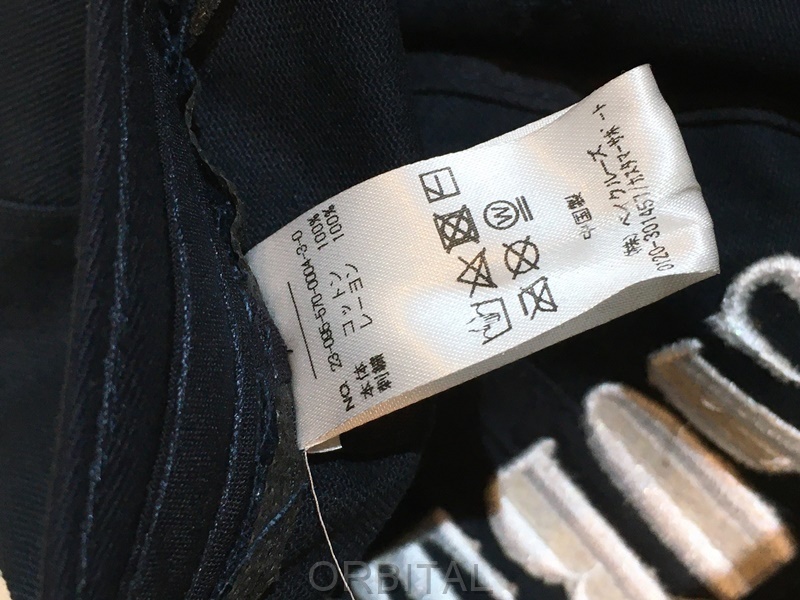 NO. 23-095-570-0004-3-0
本体 コットン 100%
刺繍 レーヨン 100%
W
中国製
㈱ベイクルーズ
0120-301-457/カスタマーサポート
ORBITAL